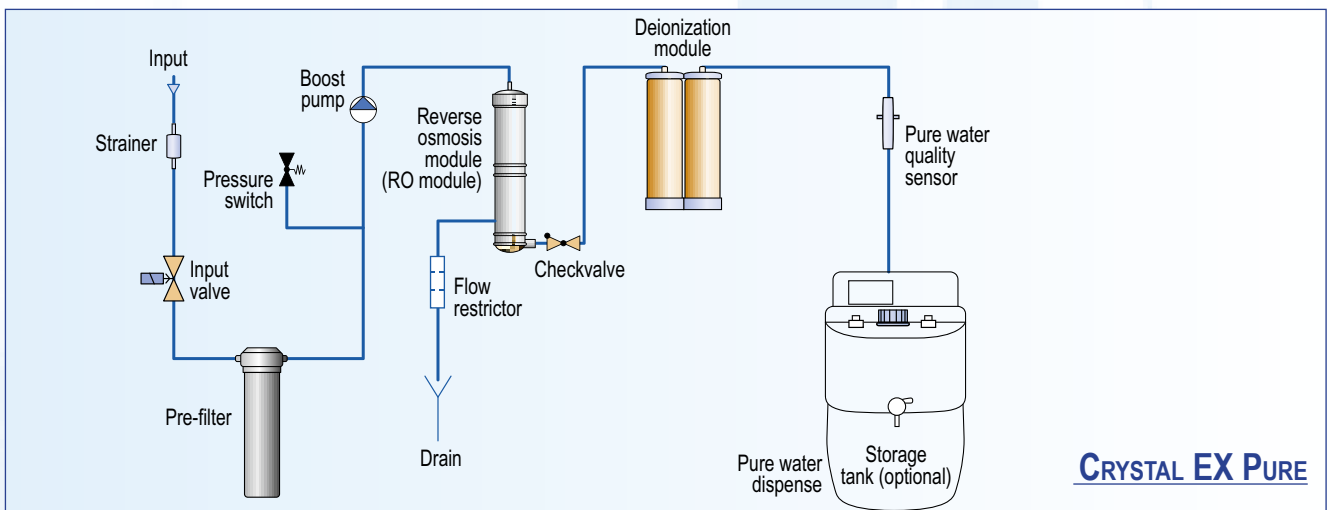 Input
Strainer
Input
valve
Pre-filter
Pressure
switch
Boost
pump
Reverse
osmosis
module
(RO module)
Flow
restrictor
Drain
Checkvalve
Deionization
module
Pure water
quality
sensor
Pure water
dispense
Storage
tank (optional)
CRYSTAL EX PURE